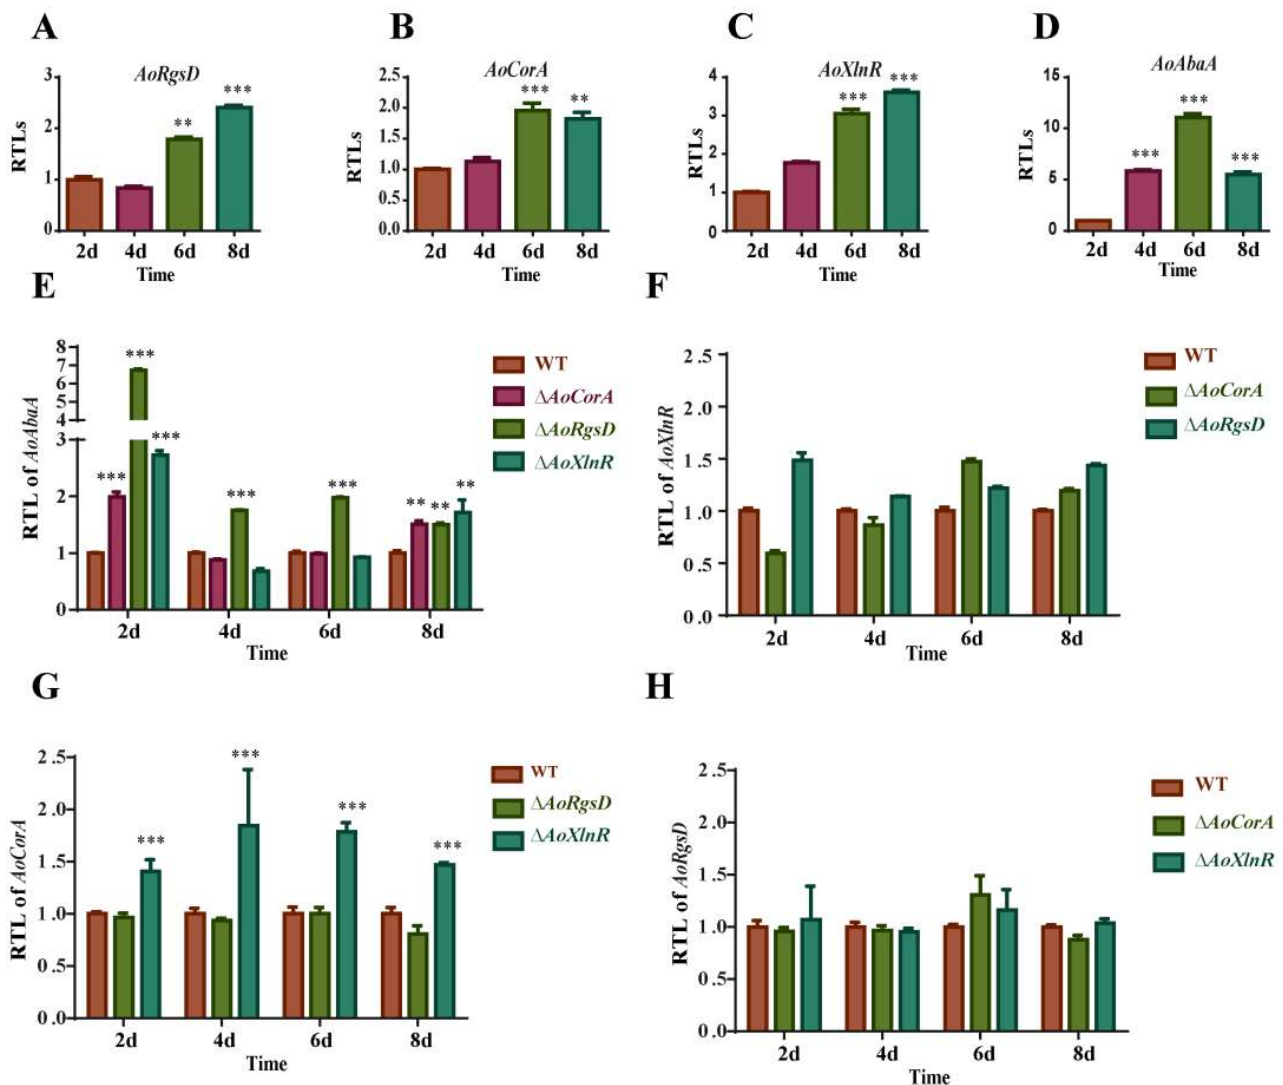 A
B
C
D
AoRgsD
AoCorA
AoXlnR
AoAbaA
RTLs
3
2
1
0
**
***
2d 4d 6d 8d
Time
RTLs
2.5
2.0
1.5
1.0
0.5
0.0
***
**
2d 4d 6d 8d
Time
RTLs
4
3
2
1
0
***
***
2d 4d 6d 8d
Time
RTLs
15
10
5
0
***
***
***
2d 4d 6d 8d
Time
E
RTL of AoAbaA
8
7
6
5
4
3
2
1
0
***
***
***
***
***
** ** **
2d 4d 6d 8d
Time
WT
ΔAoCorA
ΔAoRgsD
ΔAoXlnR
F
RTL of AoXlnR
2.5
2.0
1.5
1.0
0.5
0.0
2d 4d 6d 8d
Time
WT
ΔAoCorA
ΔAoRgsD
G
RTL of AoCorA
2.5
2.0
1.5
1.0
0.5
0.0
***
***
***
***
2d 4d 6d 8d
Time
WT
ΔAoRgsD
ΔAoXlnR
H
RTL of AoRgsD
2.5
2.0
1.5
1.0
0.5
0.0
2d 4d 6d 8d
Time
WT
ΔAoCorA
ΔAoXlnR